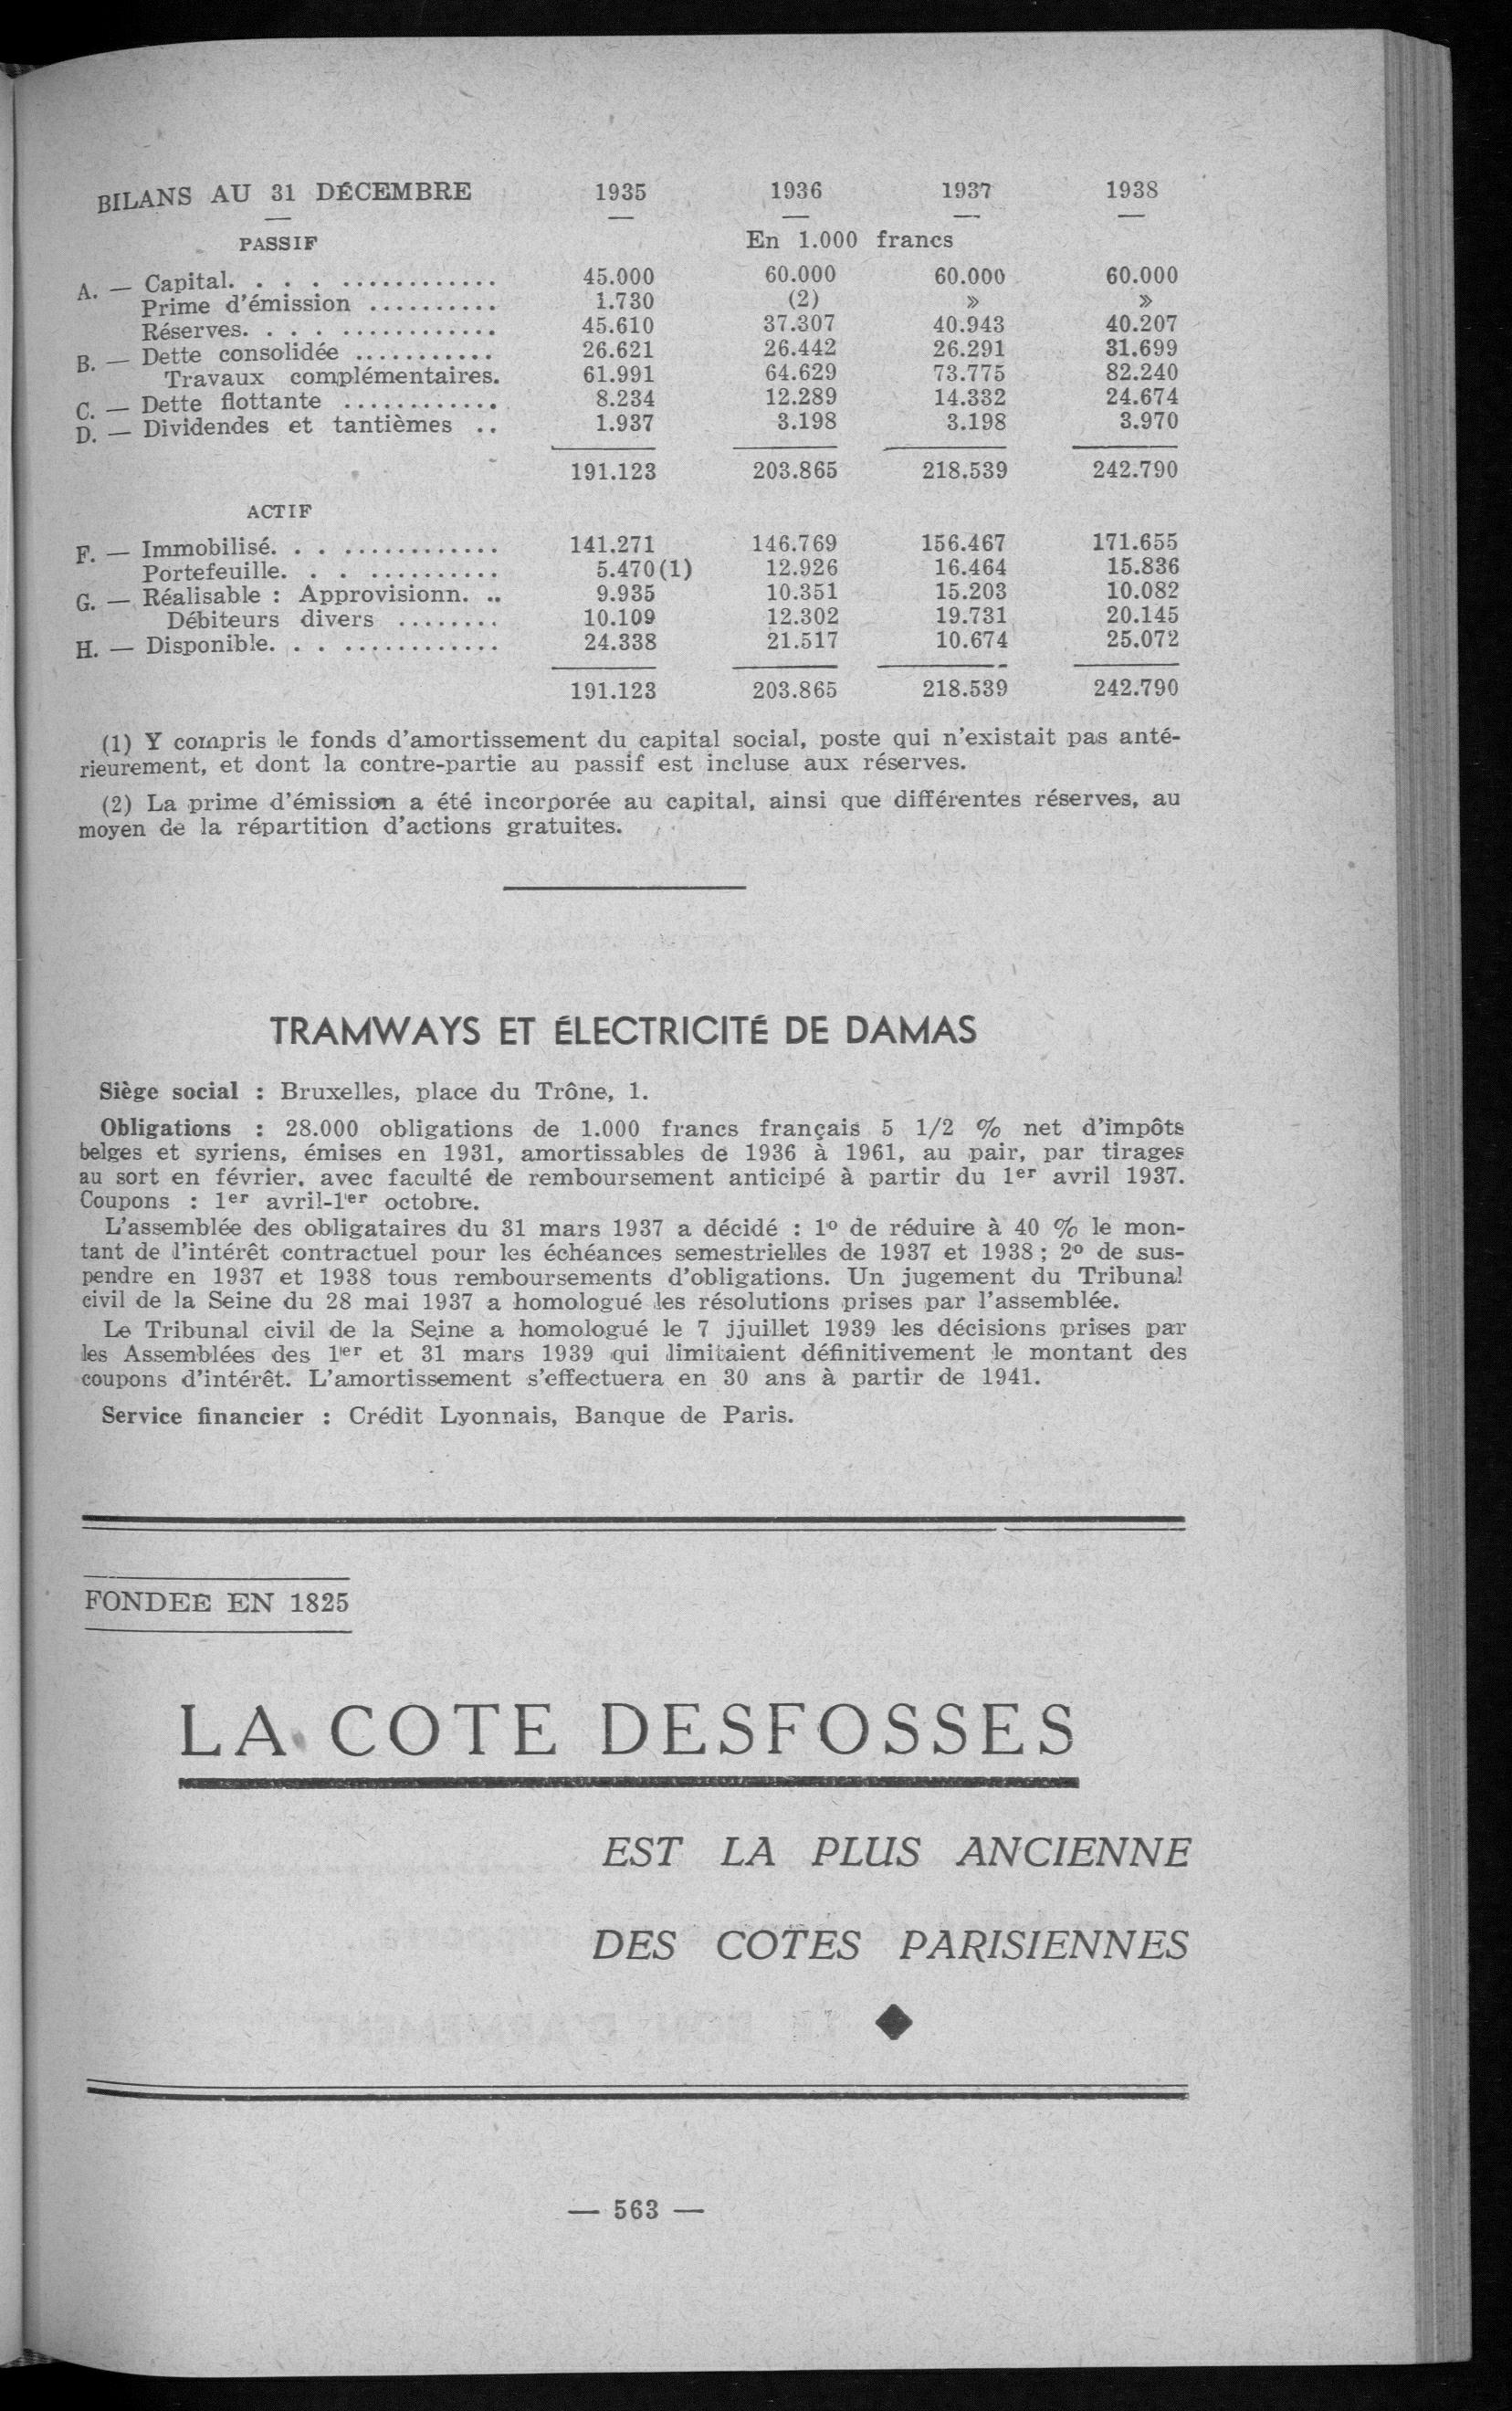 BILANS AU 31 DÉCEMBRE 1935 1936 1937 1938
PASSIF En 1.000 francs
A. — Capital. . . . ............ 45.000 60.000 60.000 60.000
Prime d'émission .......... 1.730 (2) » »
Réserves. . . . ............ 45.610 37.307 40.943 40.207
B. — Dette consolidée ........... 26.621 26.442 26.291 31.699
Travaux complémentaires. 61.991 64.629 73.775 82.240
C. — Dette flottante ............ 8.234 12.289 14.332 24.674
D. — Dividendes et tantièmes .. 1.937 3.198 3.198 3.970
191.123 203.865 218.539 242.790
ACTIF
F. — Immobilisé. . . ............ 141.271 146.769 156.467 171.655
Portefeuille. . . .......... 5.470(1) 12.926 16.464 15.836
G. — Réalisable : Approvisionn. .. 9.935 10.351 15.203 10.082
Débiteurs divers ........ 10.109 12.302 19.731 20.145
H. — Disponible. . . ............ 24.338 21.517 10.674 25.072
191.123 203.865 218.539 242.790
(1) Y compris le fonds d'amortissement du capital social, poste qui n'existait pas anté-
rieurement, et dont la contre-partie au passif est incluse aux réserves.
(2) La prime d'émission a été incorporée au capital, ainsi que différentes réserves, au
moyen de la répartition d'actions gratuites.
TRAMWAYS ET ÉLECTRICITÉ DE DAMAS
Siège social : Bruxelles, place du Trône, 1.
Obligations : 28.000 obligations de 1.000 francs français 5 1/2 % net d'impôts
belges et syriens, émises en 1931, amortissables de 1936 à 1961, au pair, par tirages
au sort en février, avec faculté de remboursement anticipé à partir du 1er avril 1937.
Coupons : 1er avril-1er octobre.
L'assemblée des obligataires du 31 mars 1937 a décidé : 1º de réduire à 40 % le mon-
tant de l'intérêt contractuel pour les échéances semestrielles de 1937 et 1938 ; 2º de sus-
pendre en 1937 et 1938 tous remboursements d'obligations. Un jugement du Tribunal
civil de la Seine du 28 mai 1937 a homologué les résolutions prises par l'assemblée.
Le Tribunal civil de la Seine a homologué le 7 jjuillet 1939 les décisions prises par
les Assemblées des 1er et 31 mars 1939 qui limitaient définitivement le montant des
coupons d'intérêt. L'amortissement s'effectuera en 30 ans à partir de 1941.
Service financier : Crédit Lyonnais, Banque de Paris.
FONDEE EN 1825
LA COTE DESFOSSES
EST LA PLUS ANCIENNE
DES COTES PARISIENNES
— 563 —